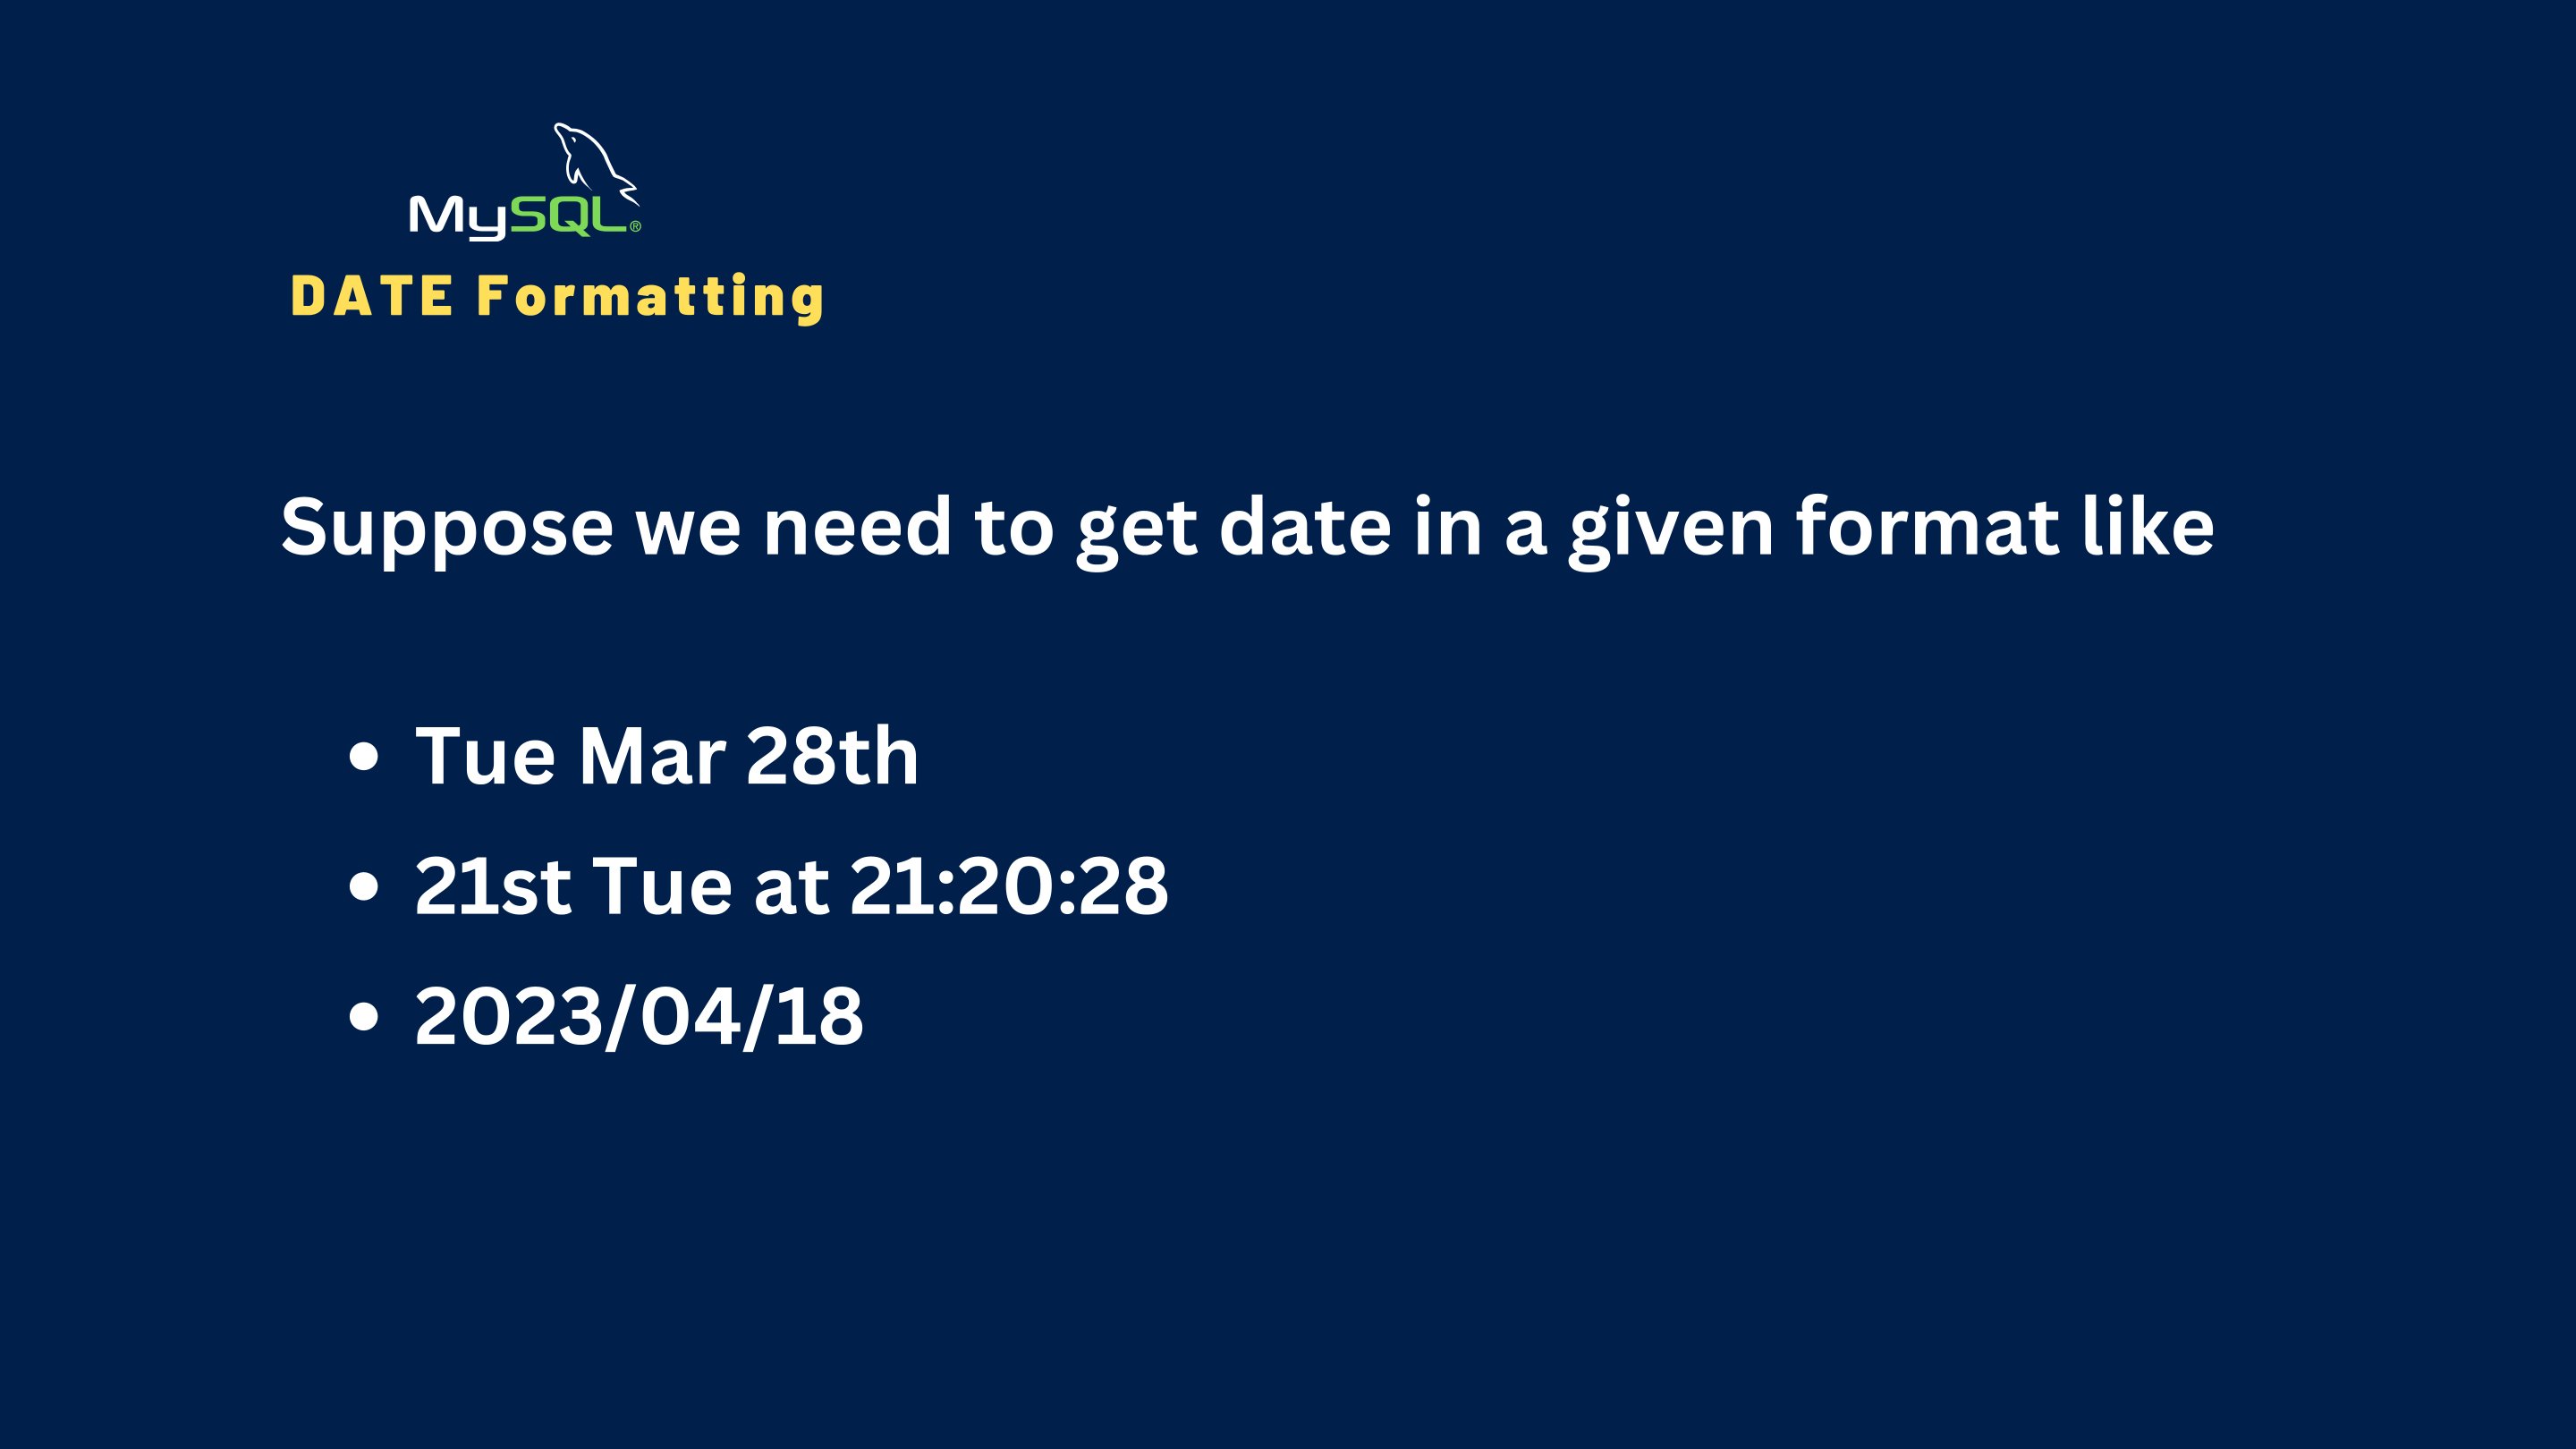 MySQL®
DATE Formatting
Suppose we need to get date in a given format like
• Tue Mar 28th
• 21st Tue at 21:20:28
• 2023/04/18